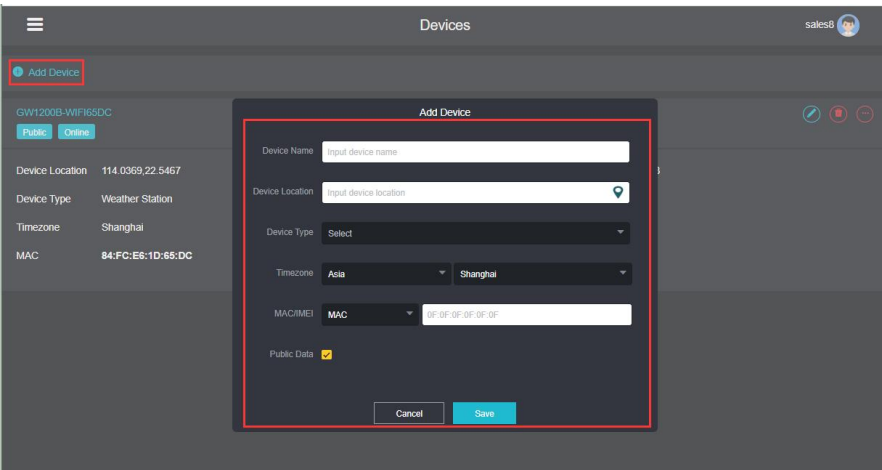 Devices
sales8
Add Device
GW1200B-WIFI65DC
Public Online
Device Location 114.0369,22.5467
Device Type Weather Station
Timezone Shanghai
MAC 84:FC:E6:1D:65:DC
Add Device
Device Name Input device name
Device Location Input device location
Device Type Select
Timezone Asia Shanghai
MAC/IMEI MAC 0F:0F:0F:0F:0F:0F
Public Data
Cancel Save